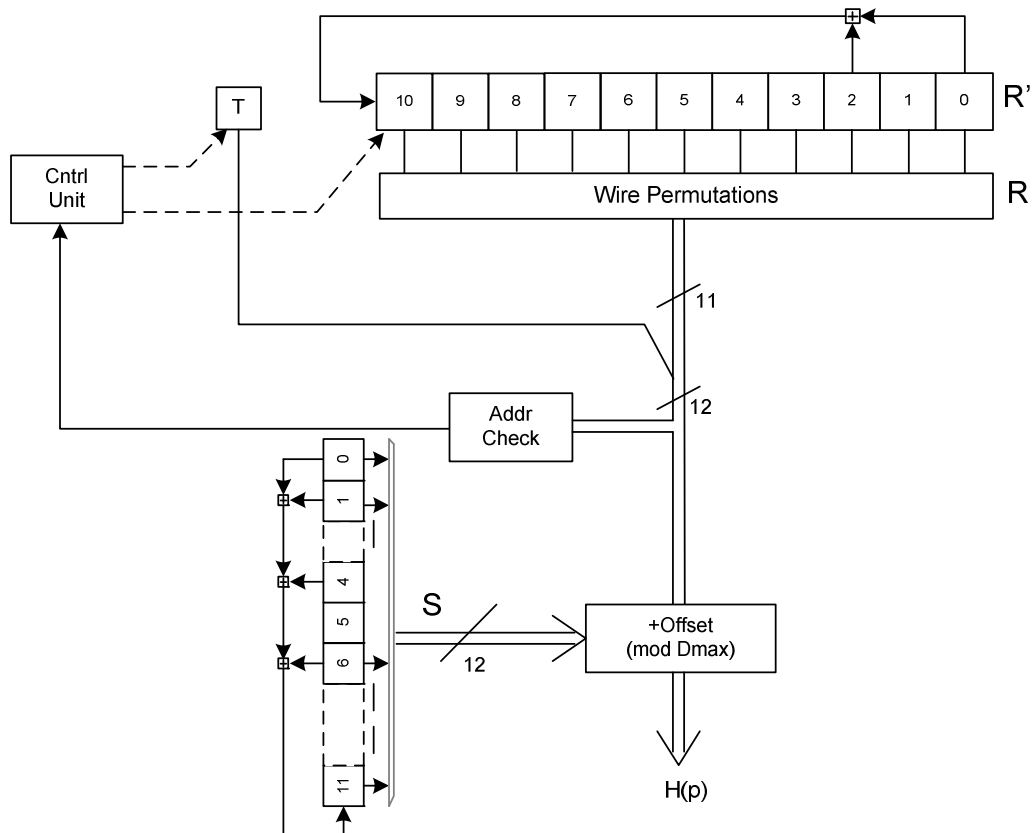 T
10 9 8 7 6 5 4 3 2 1 0
R'
Cntrl
Unit
Wire Permutations
R
11
12
Addr
Check
0
1
4
5
6
11
S
12
+Offset
(mod Dmax)
H(p)